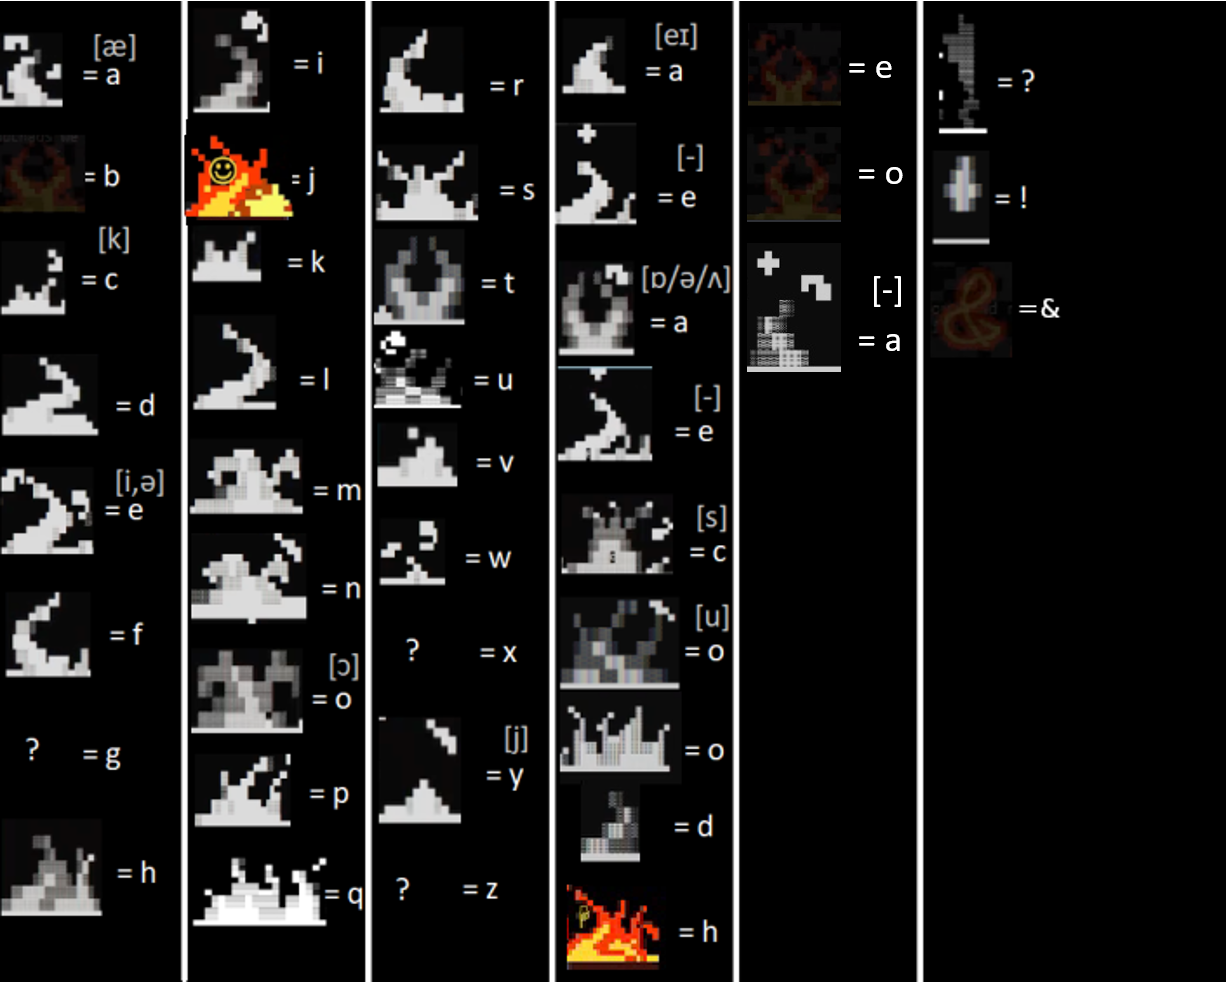 [æ]
= a
= b
[k]
= c
= d
[i,ə]
= e
= f
? = g
= h
= i
= j
= k
= l
= m
= n
[ɔ]
= o
= p
= q
= r
= s
= t
= u
= v
= w
? = x
[j]
= y
? = z
[eɪ]
= a
[-]
= e
[ɒ/ə/ʌ]
= a
[-]
= e
[s]
= c
[u]
= o
= o
= d
= h
= e
= o
[-]
= a
= ?
= !
=&